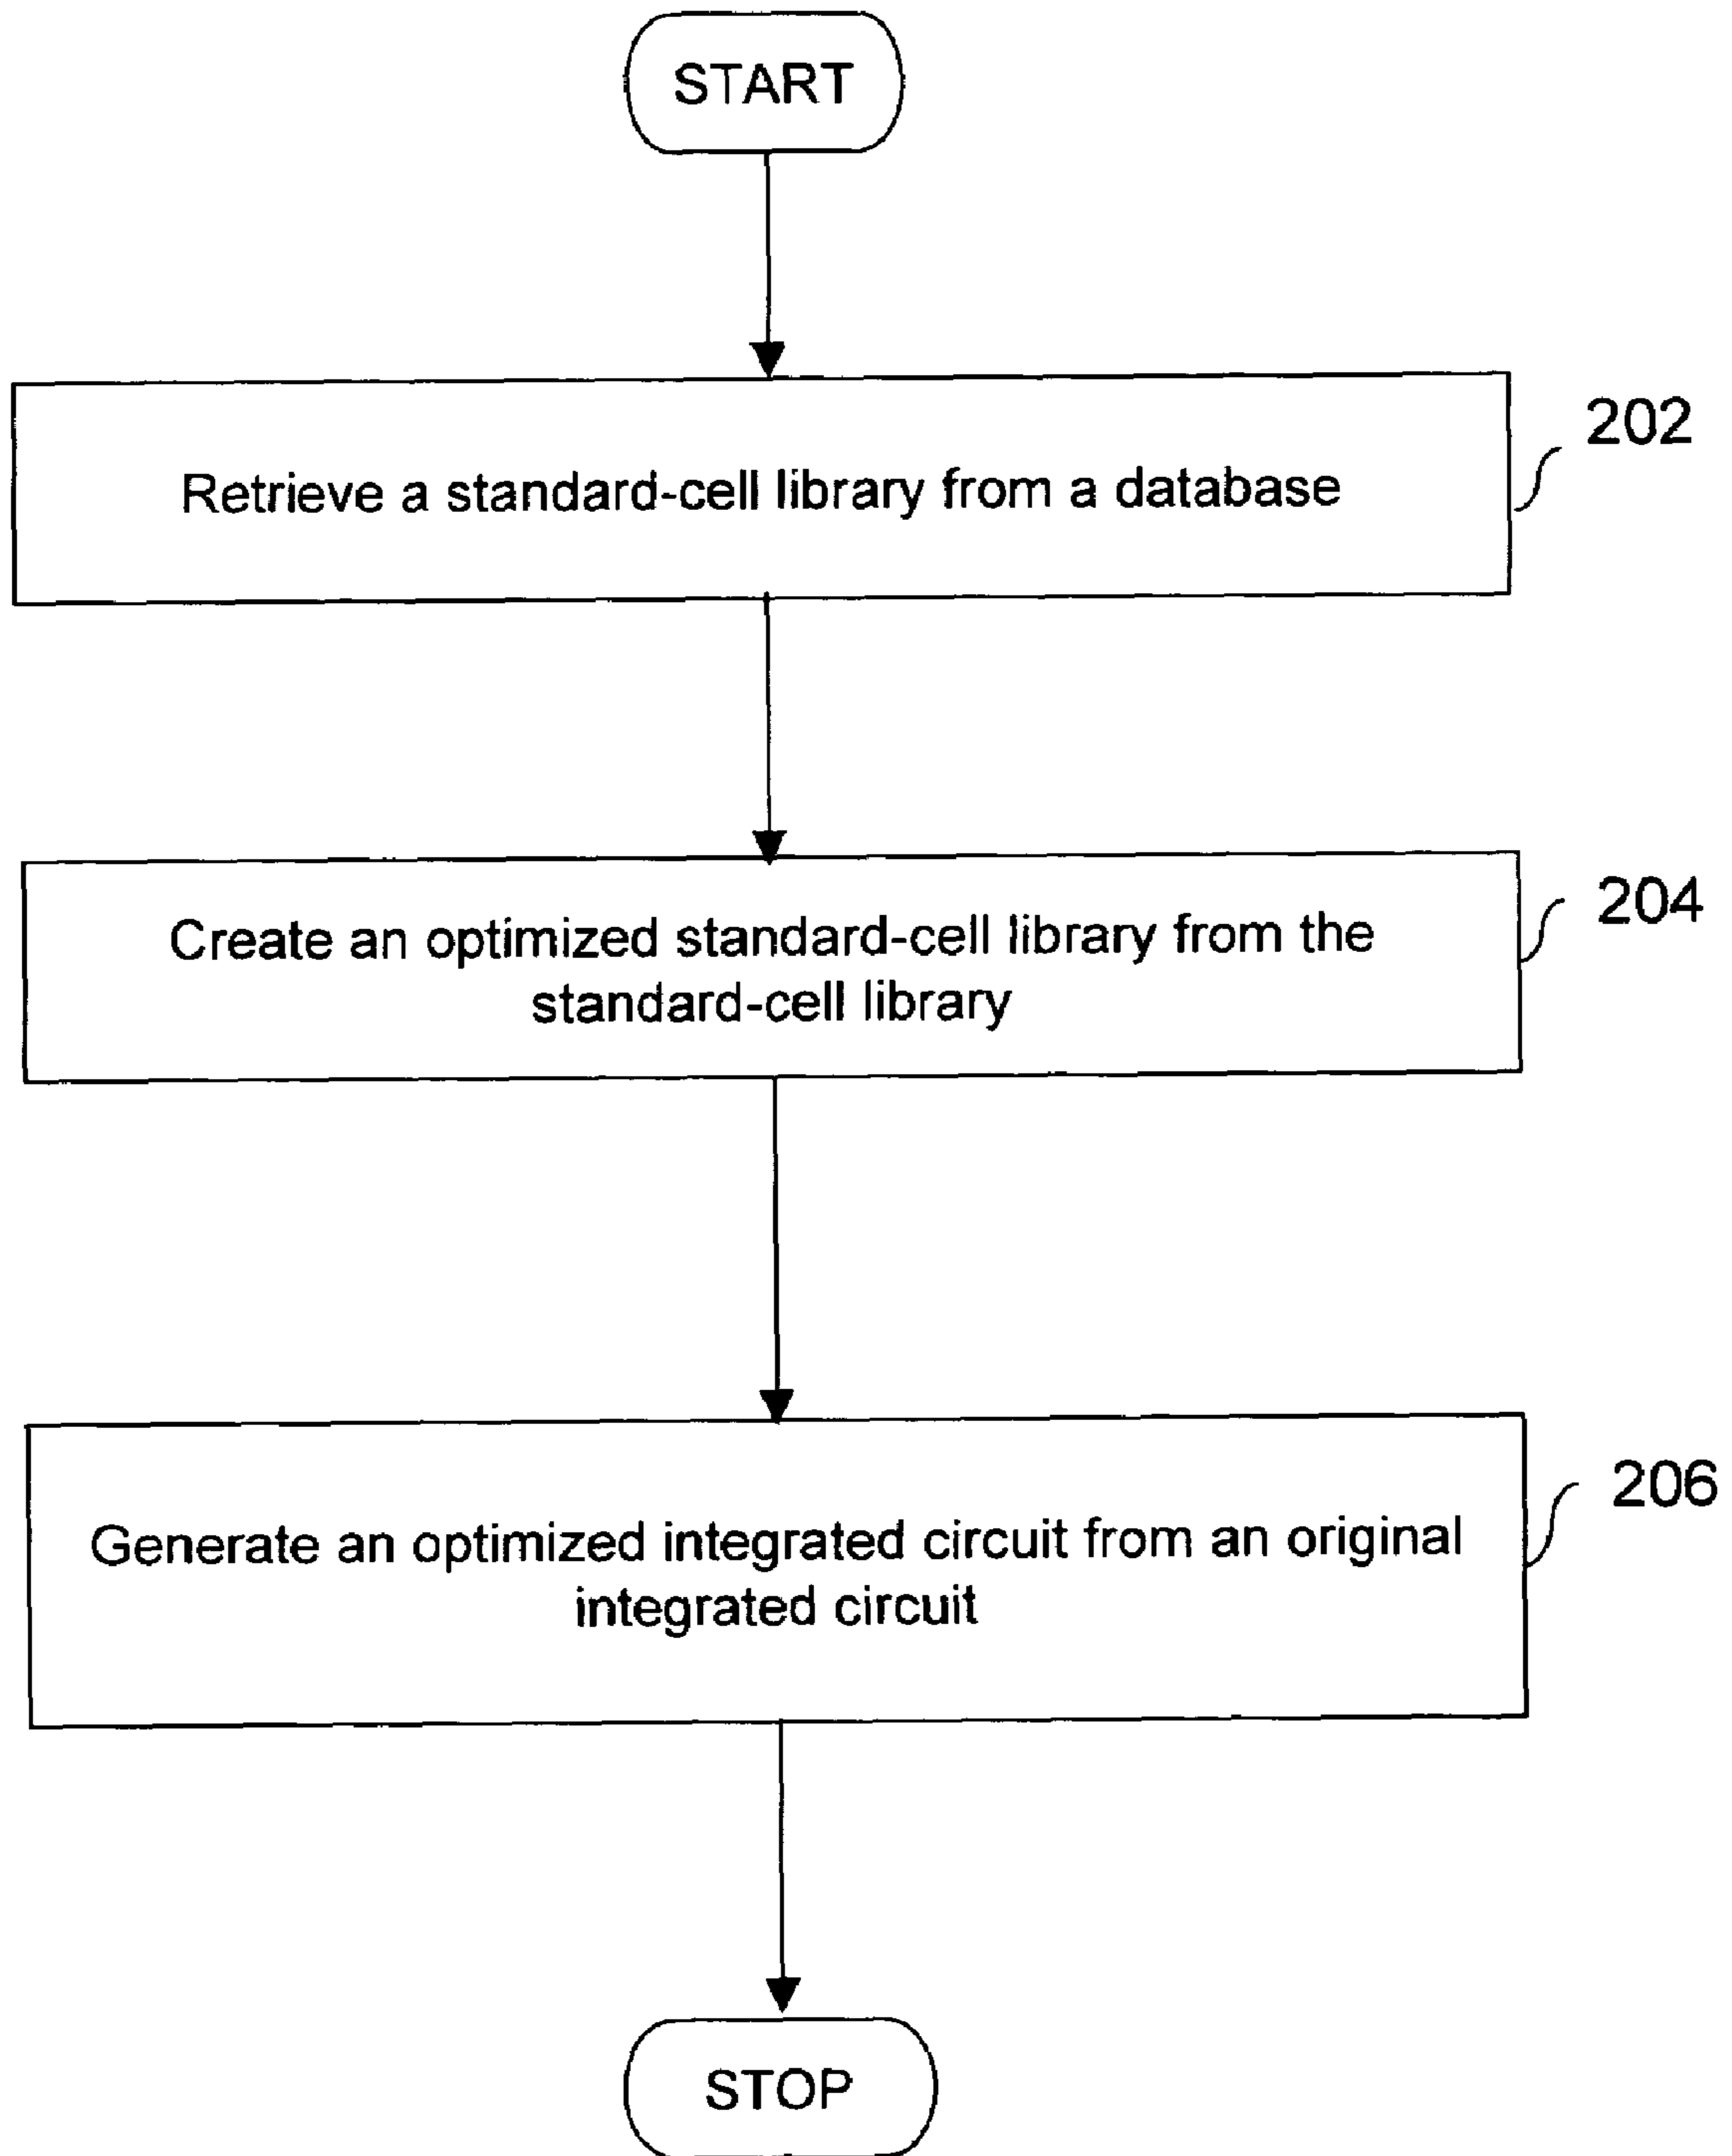 START
202
Retrieve a standard-cell library from a database
204
Create an optimized standard-cell library from the
standard-cell library
206
Generate an optimized integrated circuit from an original
integrated circuit
STOP